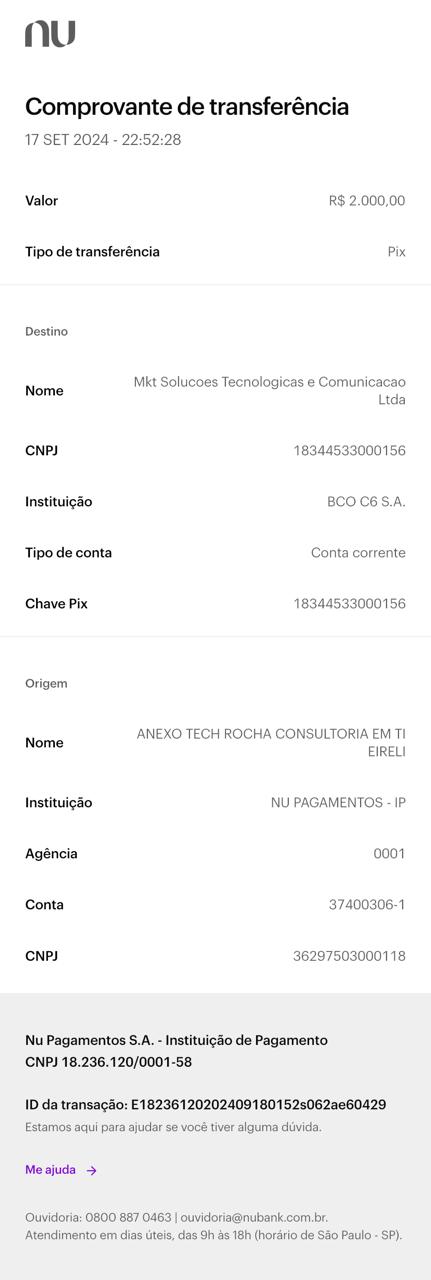 nu
Comprovante de transferência
17 SET 2024 - 22:52:28
Valor R$ 2.000,00
Tipo de transferência Pix
Destino
Nome Mkt Solucoes Tecnologicas e Comunicacao
Ltda
CNPJ 18344533000156
Instituição BCO C6 S.A.
Tipo de conta Conta corrente
Chave Pix 18344533000156
Origem
Nome ANEXO TECH ROCHA CONSULTORIA EM TI
EIRELI
Instituição NU PAGAMENTOS - IP
Agência 0001
Conta 37400306-1
CNPJ 36297503000118
Nu Pagamentos S.A. - Instituição de Pagamento
CNPJ 18.236.120/0001-58
ID da transação: E18236120202409180152s062ae60429
Estamos aqui para ajudar se você tiver alguma dúvida.
Me ajuda →
Ouvidoria: 0800 887 0463 | ouvidoria@nubank.com.br.
Atendimento em dias úteis, das 9h às 18h (horário de São Paulo - SP).